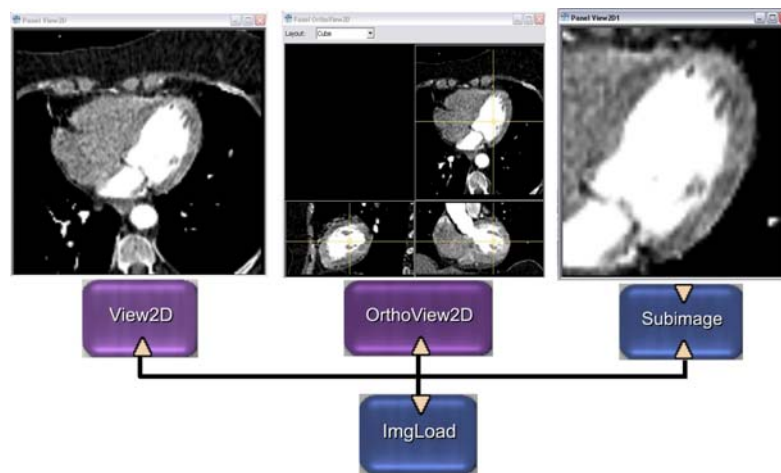 Panel View2D
Panel OrthoView2D
Panel View2D1
Layout: Cube
View2D
OrthoView2D
Subimage
ImgLoad